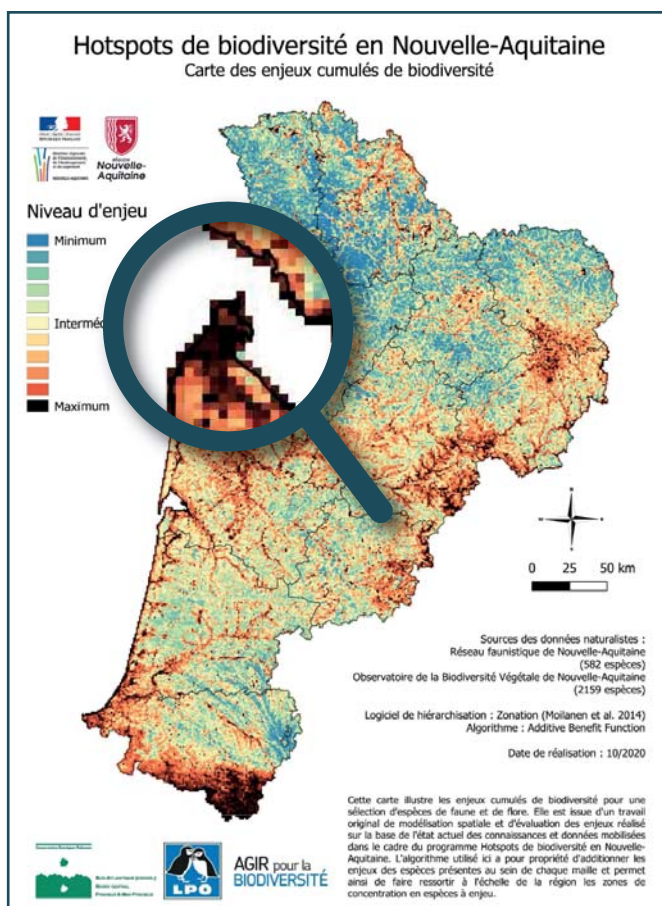 Hotspots de biodiversité en Nouvelle-Aquitaine
Carte des enjeux cumulés de biodiversité
RÉGION
Nouvelle-
Aquitaine
Niveau d'enjeu
Minimum
Interméd
Maximum
0 25 50 km
Sources des données naturalistes :
Réseau faunistique de Nouvelle-Aquitaine
(582 espèces)
Observatoire de la Biodiversité Végétale de Nouvelle-Aquitaine
(2159 espèces)
Logiciel de hiérarchisation : Zonation (Moilanen et al. 2014)
Algorithme : Additive Benefit Function
Date de réalisation : 10/2020
Cette carte illustre les enjeux cumulés de biodiversité pour une
sélection d'espèces de faune et de flore. Elle est issue d'un travail
original de modélisation spatiale et d'évaluation des enjeux réalisé
sur la base de l'état actuel des connaissances et données mobilisées
dans le cadre du programme Hotspots de biodiversité en Nouvelle-
Aquitaine. L'algorithme utilisé ici a pour propriété d'additionner les
enjeux des espèces présentes au sein de chaque maille et permet
ainsi de faire ressortir à l'échelle de la région les zones de
concentration en espèces à enjeu.
LPO
AGIR pour la
BIODIVERSITÉ